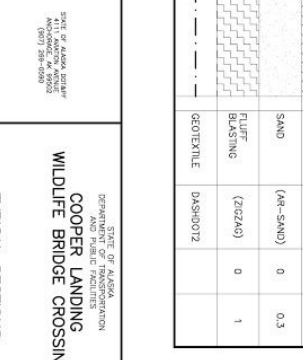 SAND (AR-SAND) 0 0.3
FLUFF
BLASTING (ZIGZAG) 0 1
GEOTEXTILE DASHDOT2
STATE OF ALASKA
DEPARTMENT OF TRANSPORTATION
AND PUBLIC FACILITIES
COOPER LANDING
WILDLIFE BRIDGE CROSSIN
STATE OF ALASKA DOT&PF
4111 AVIATION AVENUE
ANCHORAGE, AK 99502
(907) 269-0590